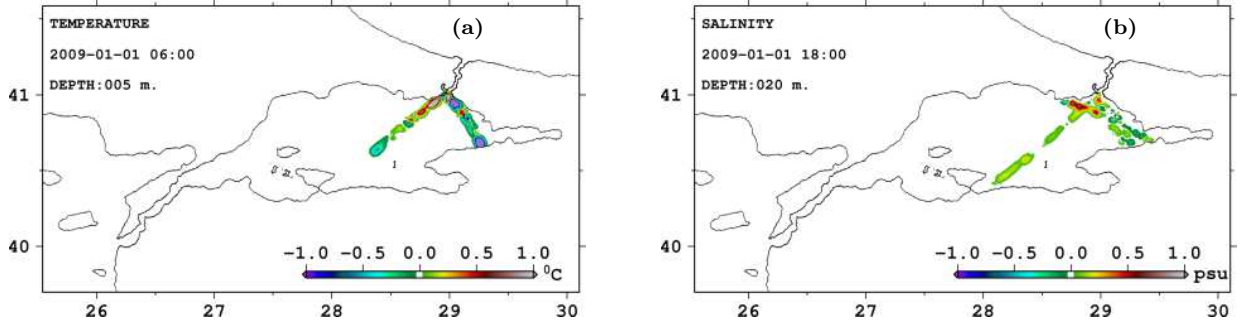 TEMPERATURE (a)
2009-01-01 06:00
DEPTH:005 m.
41
40
−1.0 −0.5 0.0 0.5 1.0
⁰C
26 27 28 29 30
SALINITY (b)
2009-01-01 18:00
DEPTH:020 m.
41
40
−1.0 −0.5 0.0 0.5 1.0
psu
26 27 28 29 30